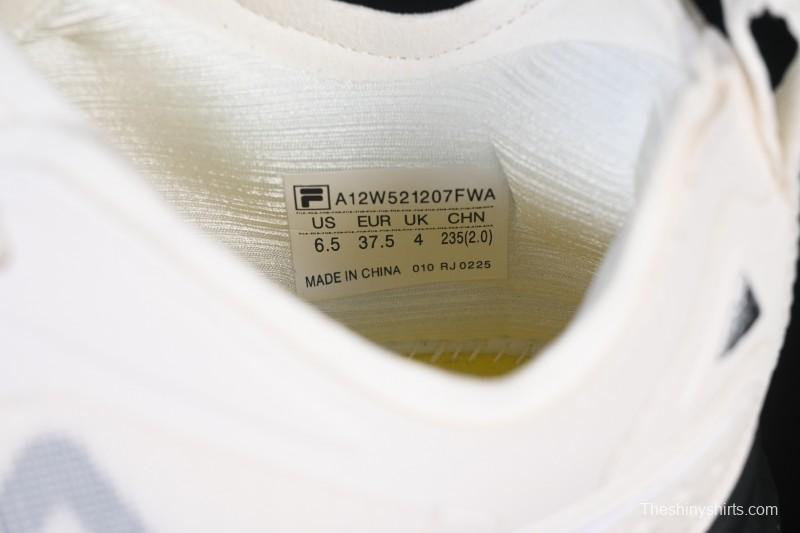 F A12W521207FWA
US EUR UK CHN
6.5 37.5 4 235(2.0)
MADE IN CHINA 010 RJ 0225
Theshinyshirts.com